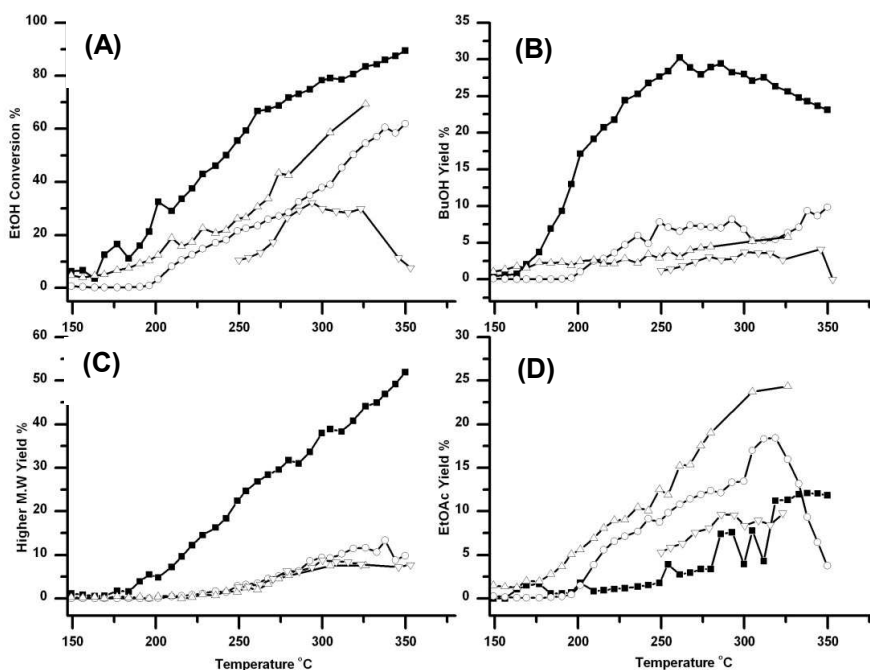 (A)
EtOH Conversion %
100
80
60
40
20
0
150 200 250 300 350
(B)
BuOH Yield %
35
30
25
20
15
10
5
0
150 200 250 300 350
(C)
Higher M.W Yield %
60
50
40
30
20
10
0
150 200 250 300 350
Temperature °C
(D)
EtOAc Yield %
25
20
15
10
5
0
150 200 250 300 350
Temperature °C